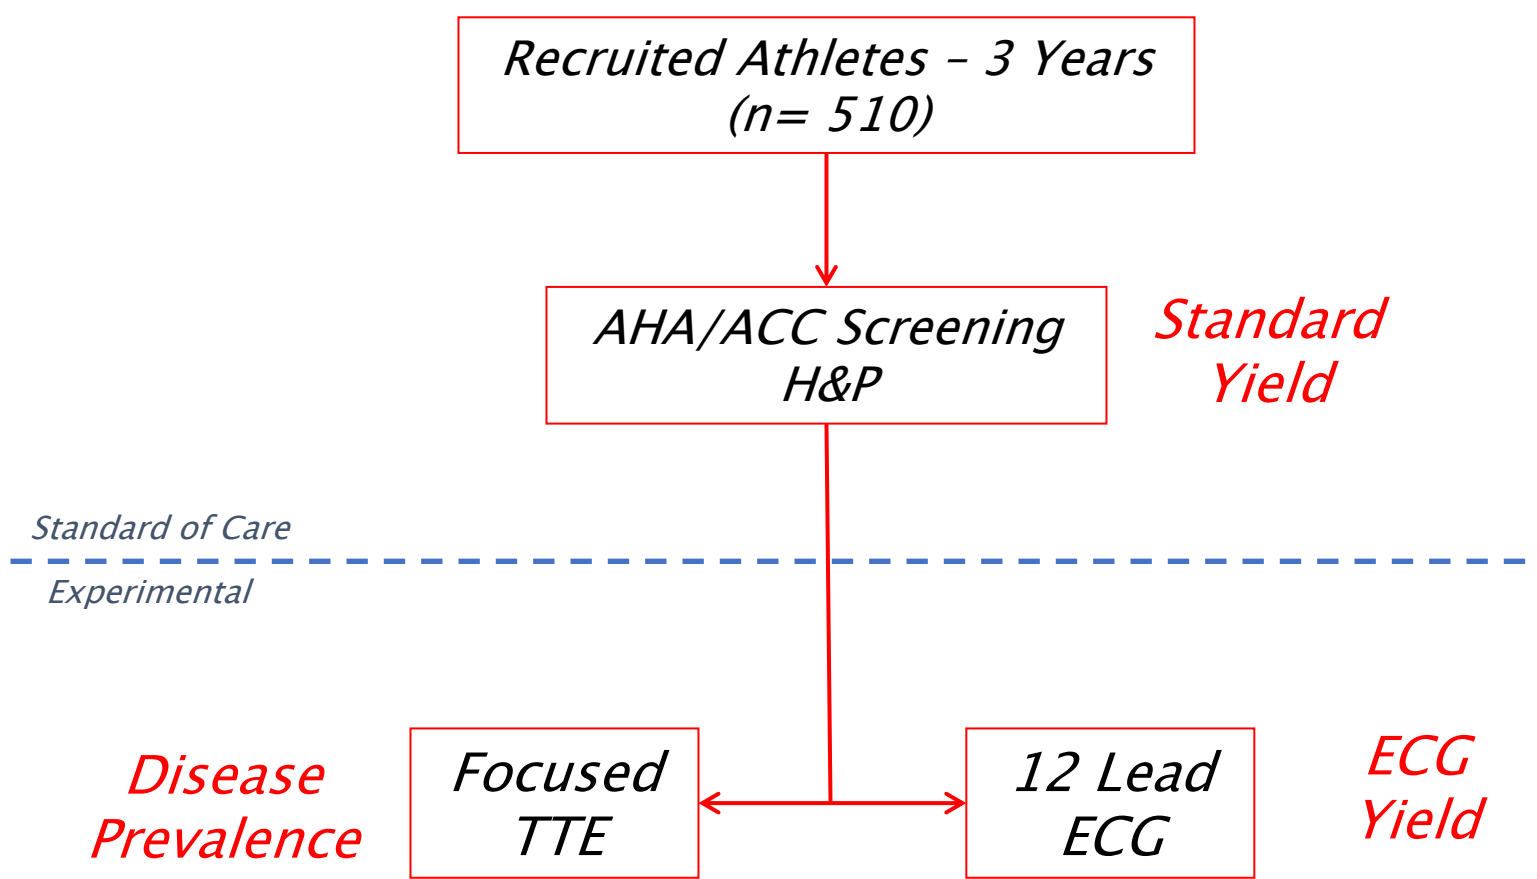 Recruited Athletes – 3 Years
(n= 510)
AHA/ACC Screening
H&P
Standard
Yield
Standard of Care
Experimental
Disease
Prevalence
Focused
TTE
12 Lead
ECG
ECG
Yield